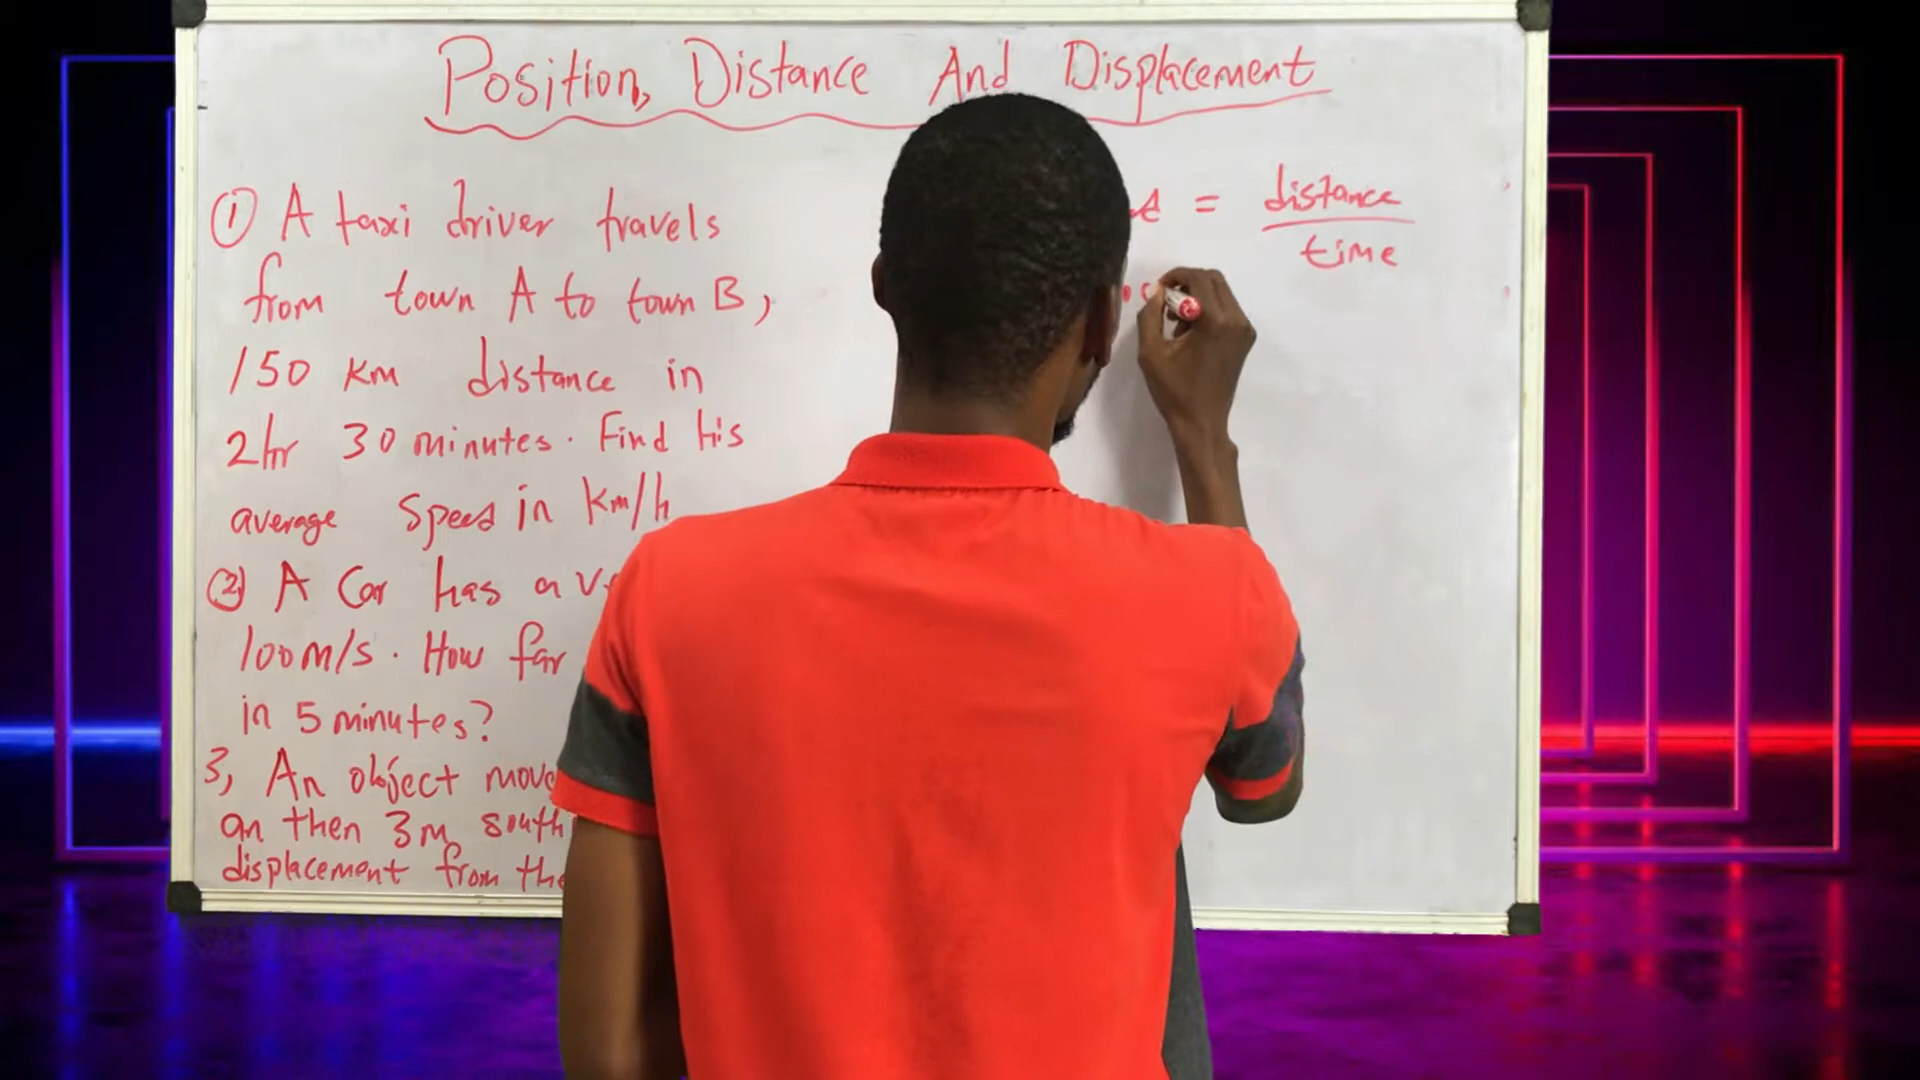 Position, Distance And Displacement
① A taxi driver travels
from town A to town B,
150 km distance in
2hr 30 minutes. Find his
average speed in km/h
② A Car has a
100m/s. How far
in 5 minutes?
3, An object
an then 3m south
displacement from
= distance
time